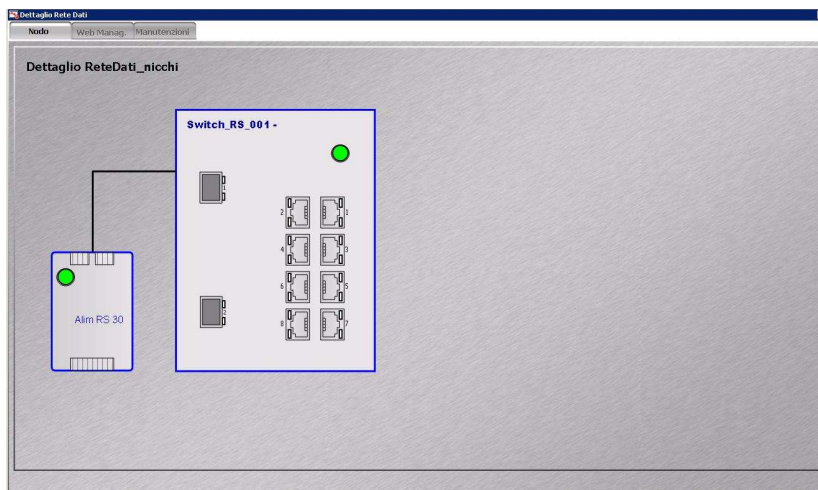 Dettaglio Rete Dati
Nodo Web Manag. Manutenzioni
Dettaglio ReteDati_nicchi
Switch_RS_001 -
1
2 1
4 3
6 5
2
8 7
Alim RS 30